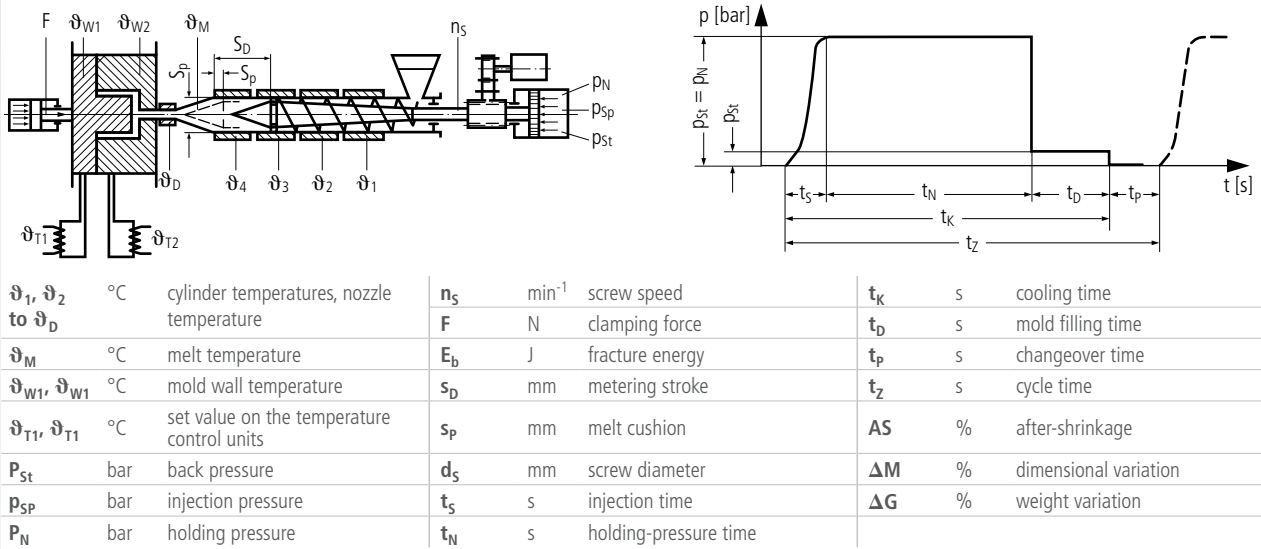 F ϑW1 ϑW2 ϑM nS
SD
Sp
Sp
pN
pSp
pSt
ϑD ϑ4 ϑ3 ϑ2 ϑ1
ϑT1 ϑT2
p [bar]
pSt = pN
pSt
t [s]
tS tN tD tP
tK
tZ
ϑ1, ϑ2 to ϑD °C cylinder temperatures, nozzle temperature
ϑM °C melt temperature
ϑW1, ϑW1 °C mold wall temperature
ϑT1, ϑT1 °C set value on the temperature control units
PSt bar back pressure
pSP bar injection pressure
PN bar holding pressure
nS min-1 screw speed
F N clamping force
Eb J fracture energy
sD mm metering stroke
sP mm melt cushion
dS mm screw diameter
tS s injection time
tN s holding-pressure time
tK s cooling time
tD s mold filling time
tP s changeover time
tZ s cycle time
AS % after-shrinkage
ΔM % dimensional variation
ΔG % weight variation